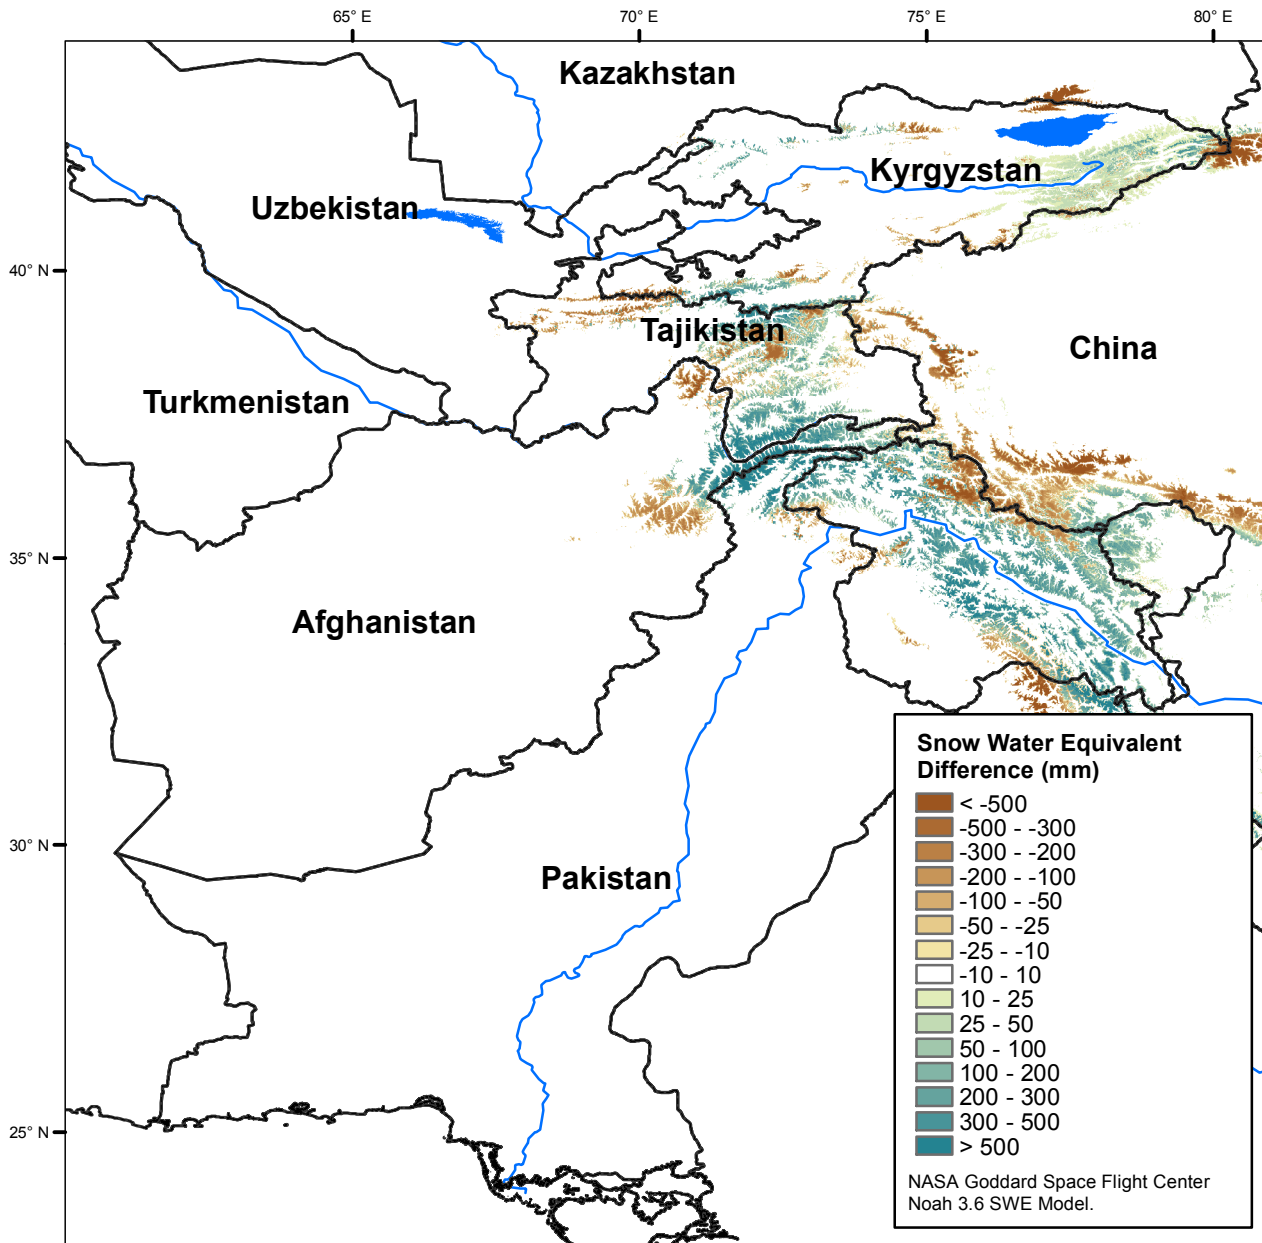 65° E
70° E
75° E
80° E
Kazakhstan
Kyrgyzstan
Uzbekistan
40° N
Tajikistan
China
Turkmenistan
35° N
Afghanistan
30° N
Pakistan
25° N
Snow Water Equivalent
Difference (mm)
< -500
-500 - -300
-300 - -200
-200 - -100
-100 - -50
-50 - -25
-25 - -10
-10 - 10
10 - 25
25 - 50
50 - 100
100 - 200
200 - 300
300 - 500
> 500
NASA Goddard Space Flight Center
Noah 3.6 SWE Model.